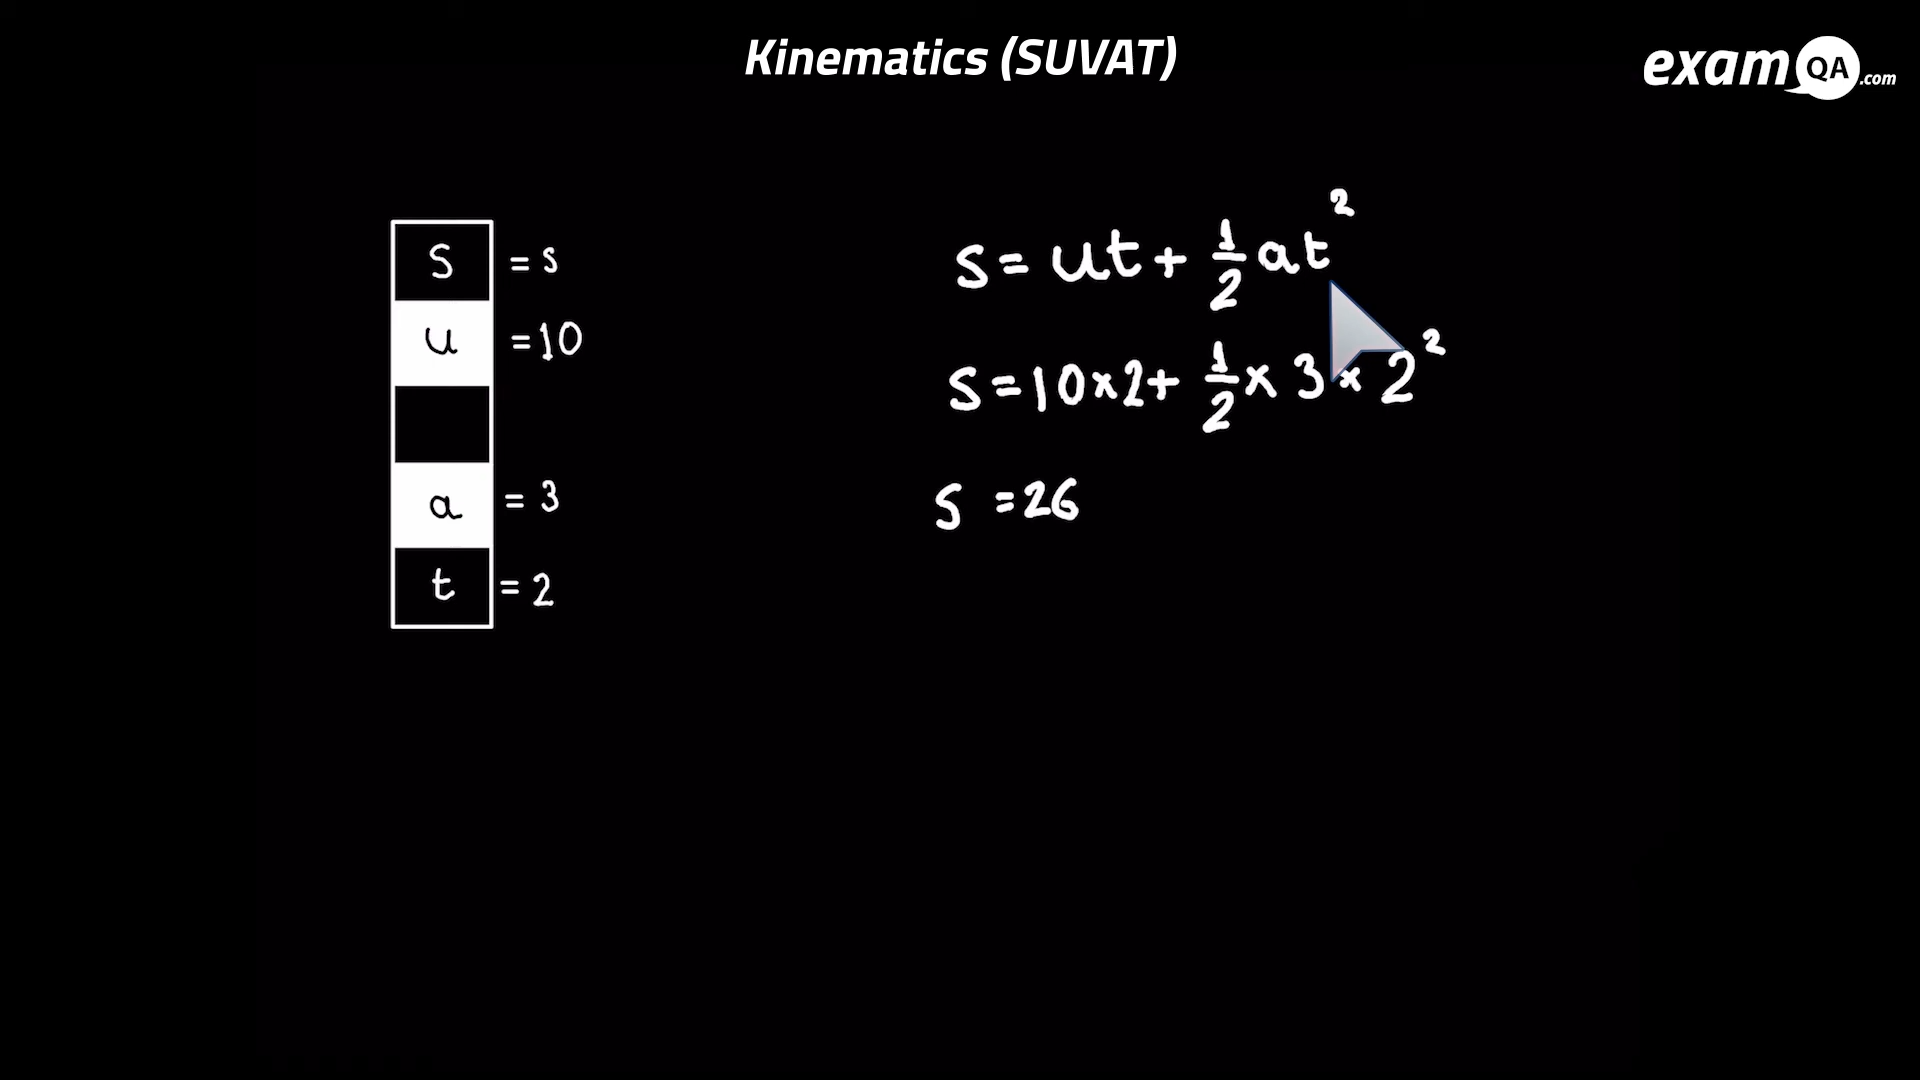 Kinematics (SUVAT)
examQA.com
S = s
u = 10
a = 3
t = 2
s = ut + 1/2 at²
s = 10 × 2 + 1/2 × 3 × 2²
s = 26